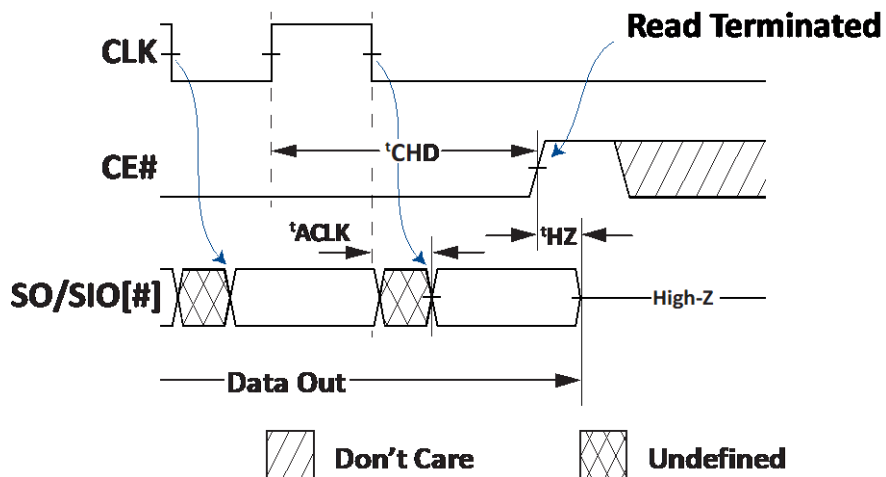 Read Terminated
CLK
tCHD
CE#
tACLK
tHZ
SO/SIO[#]
High-Z
Data Out
Don't Care
Undefined